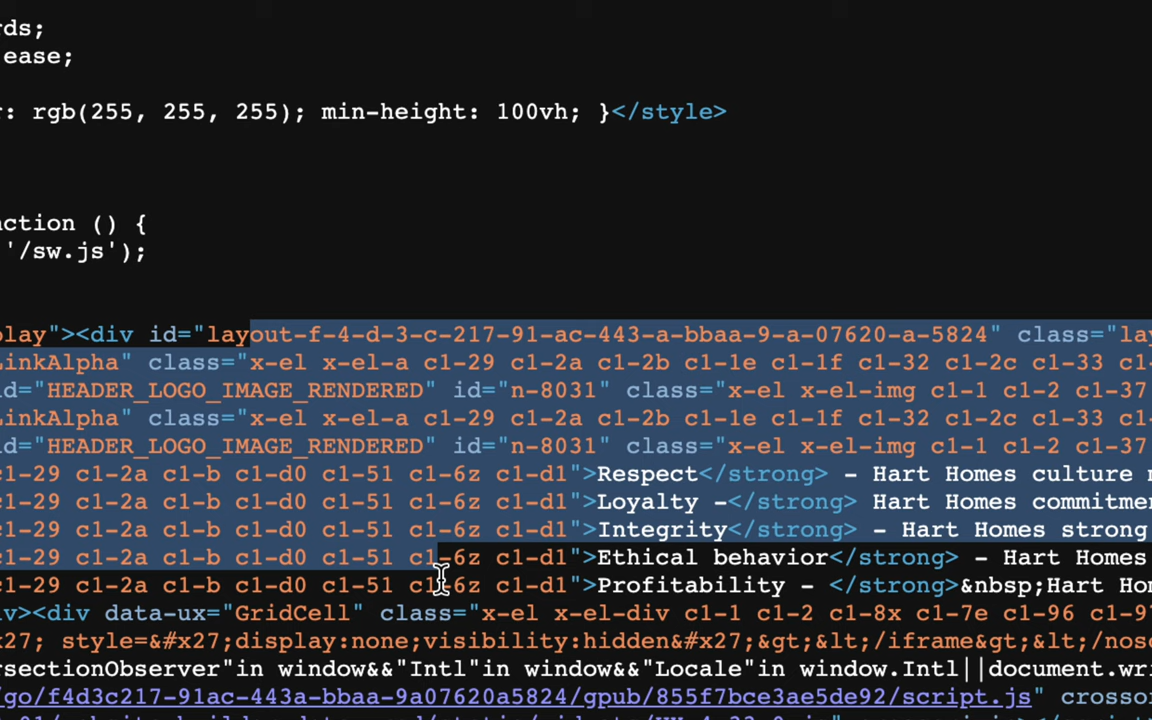 rds;
ease;
r: rgb(255, 255, 255); min-height: 100vh; }</style>
nction () {
'/sw.js');
play"><div id="layout-f-4-d-3-c-217-91-ac-443-a-bbaa-9-a-07620-a-5824" class="lay
LinkAlpha" class="x-el x-el-a c1-29 c1-2a c1-2b c1-1e c1-1f c1-32 c1-2c c1-33 c1-
id="HEADER_LOGO_IMAGE_RENDERED" id="n-8031" class="x-el x-el-img c1-1 c1-2 c1-37
LinkAlpha" class="x-el x-el-a c1-29 c1-2a c1-2b c1-1e c1-1f c1-32 c1-2c c1-33 c1-
id="HEADER_LOGO_IMAGE_RENDERED" id="n-8031" class="x-el x-el-img c1-1 c1-2 c1-37
c1-29 c1-2a c1-b c1-d0 c1-51 c1-6z c1-d1">Respect</strong> – Hart Homes culture
c1-29 c1-2a c1-b c1-d0 c1-51 c1-6z c1-d1">Loyalty –</strong> Hart Homes commitme
c1-29 c1-2a c1-b c1-d0 c1-51 c1-6z c1-d1">Integrity</strong> – Hart Homes strong
c1-29 c1-2a c1-b c1-d0 c1-51 c1-6z c1-d1">Ethical behavior</strong> – Hart Homes
c1-29 c1-2a c1-b c1-d0 c1-51 c1-6z c1-d1">Profitability – </strong>&nbsp;Hart Ho
iv><div data-ux="GridCell" class="x-el x-el-div c1-1 c1-2 c1-8x c1-7e c1-96 c1-9
x27; style=&#x27;display:none;visibility:hidden&#x27;&gt;&lt;/iframe&gt;&lt;/nos
rsectionObserver"in window&&"Intl"in window&&"Locale"in window.Intl||document.wr
/go/f4d3c217-91ac-443a-bbaa-9a07620a5824/gpub/855f7bce3ae5de92/script.js" crosso